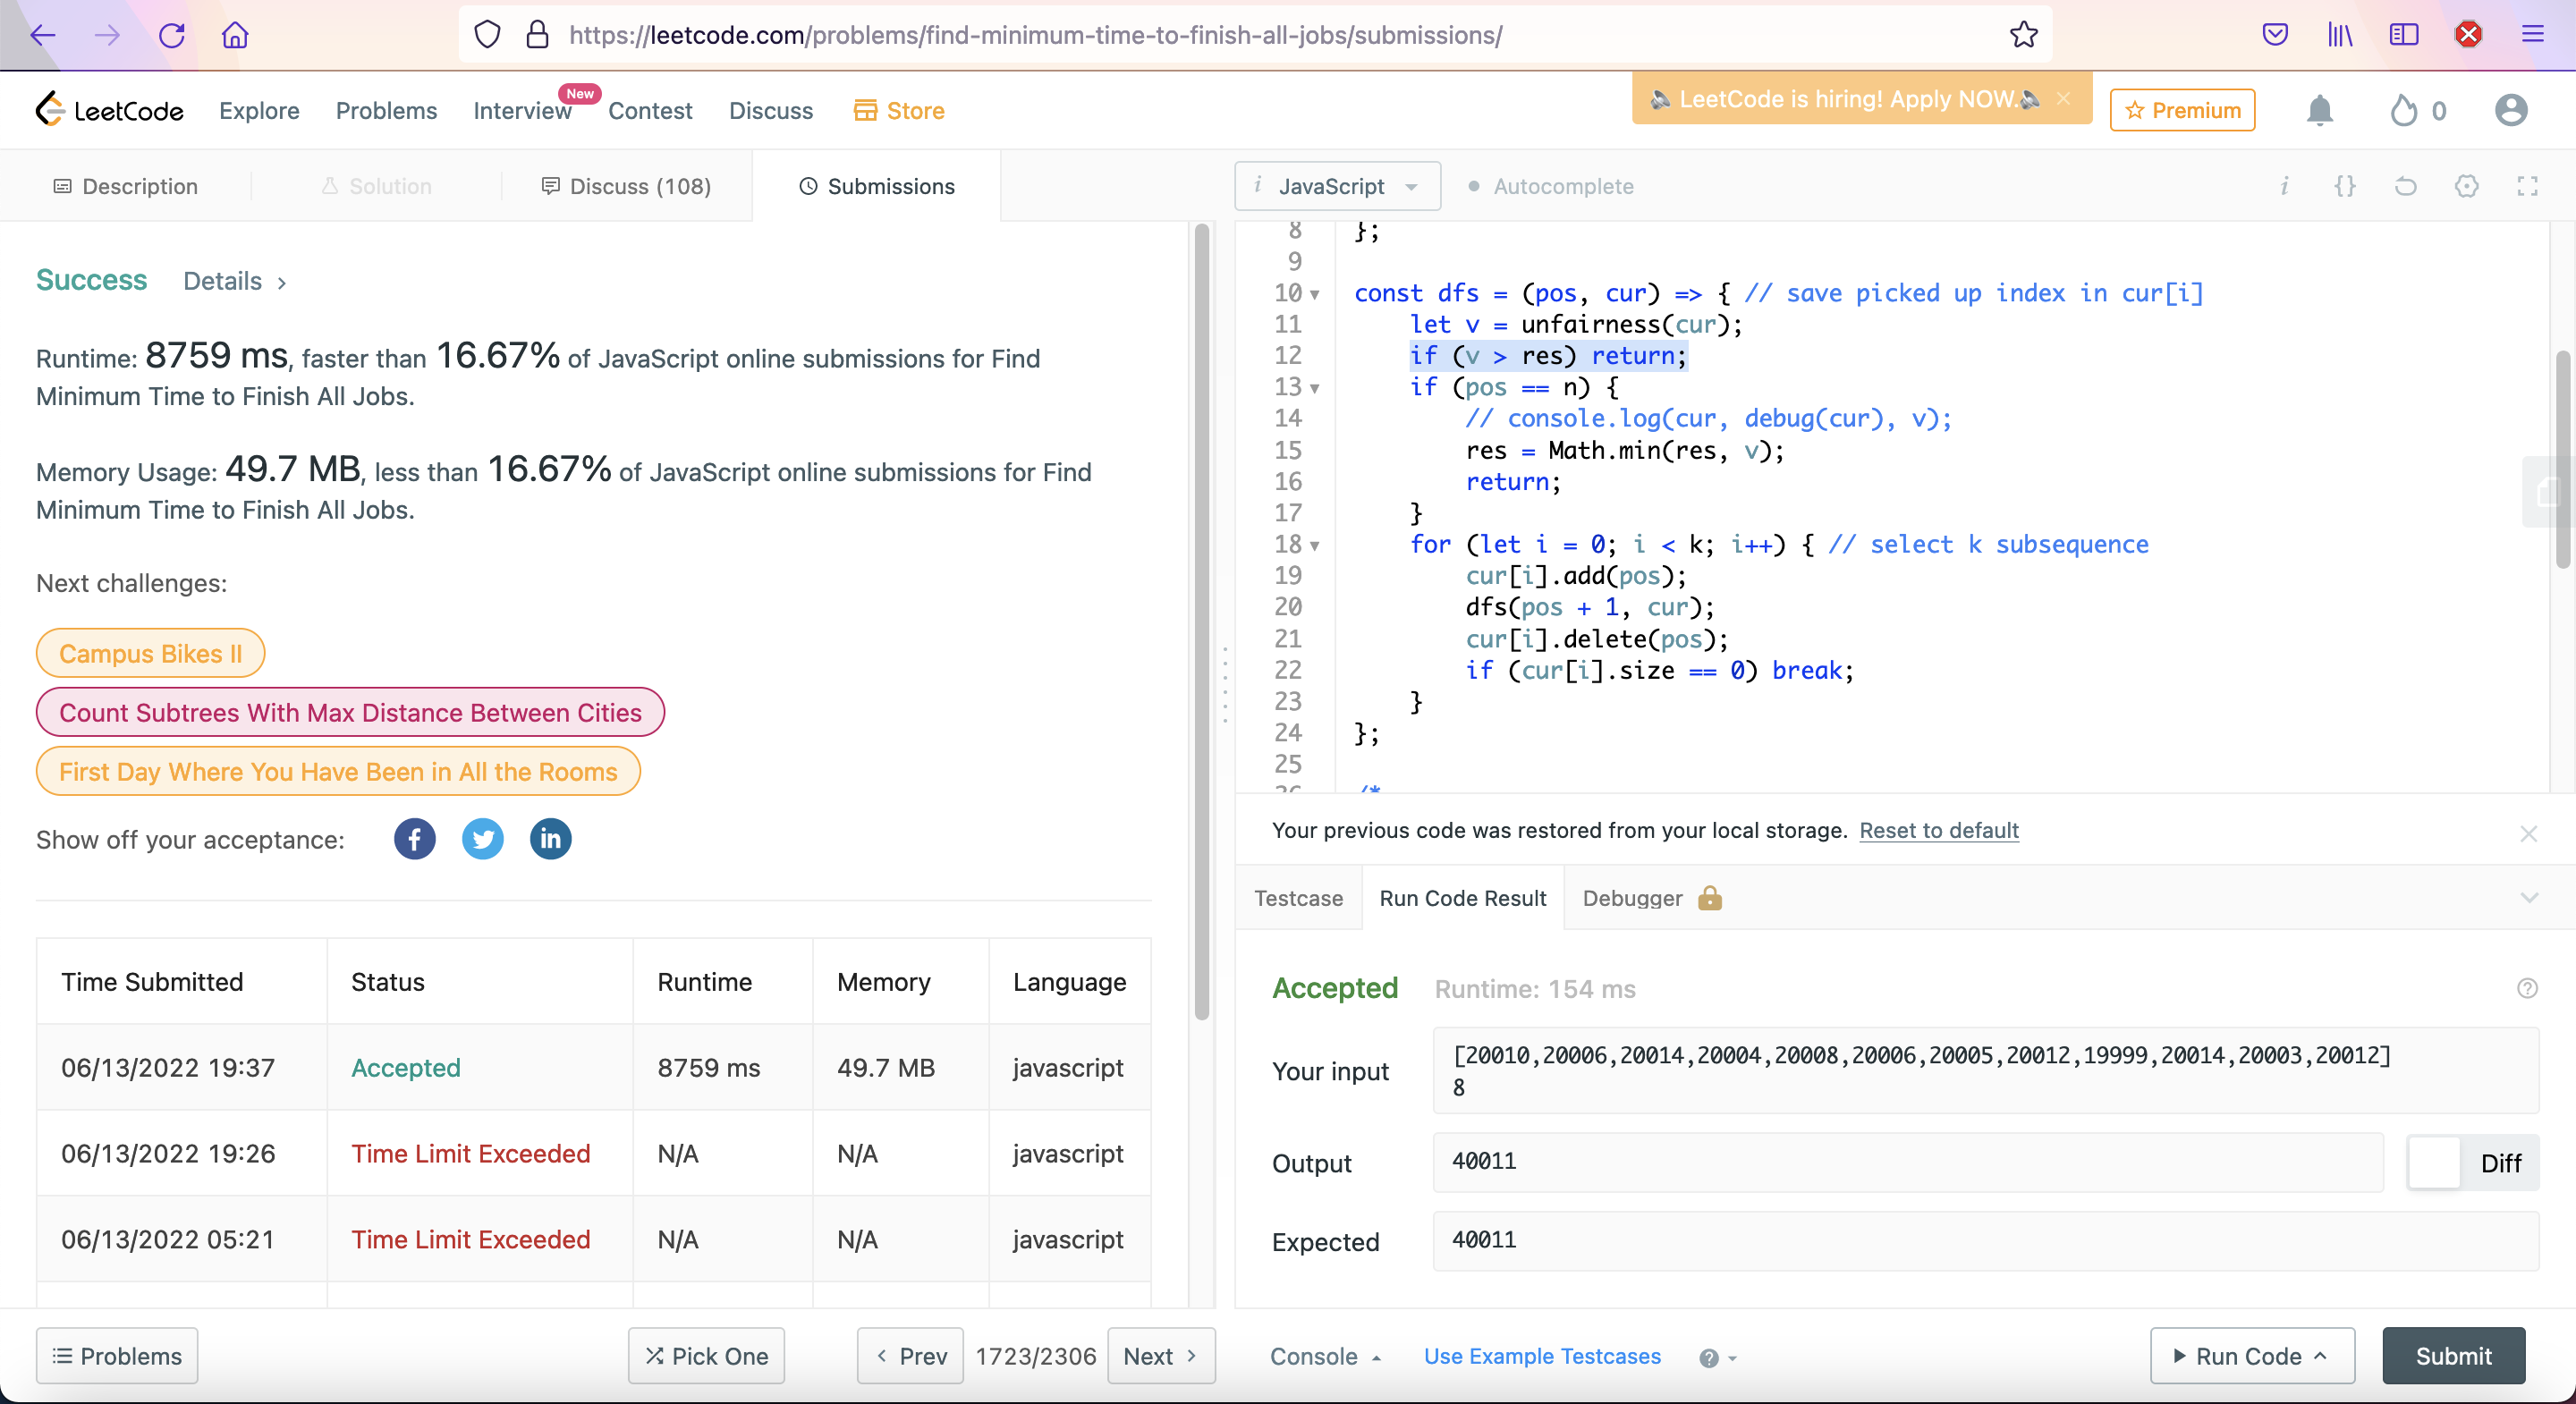 https://leetcode.com/problems/find-minimum-time-to-finish-all-jobs/submissions/
LeetCode Explore Problems Interview New Contest Discuss Store
LeetCode is hiring! Apply NOW.
Premium
0
Description
Solution
Discuss (108)
Submissions
Success Details
Runtime: 8759 ms, faster than 16.67% of JavaScript online submissions for Find
Minimum Time to Finish All Jobs.
Memory Usage: 49.7 MB, less than 16.67% of JavaScript online submissions for Find
Minimum Time to Finish All Jobs.
Next challenges:
Campus Bikes II
Count Subtrees With Max Distance Between Cities
First Day Where You Have Been in All the Rooms
Show off your acceptance:
Time Submitted Status Runtime Memory Language
06/13/2022 19:37 Accepted 8759 ms 49.7 MB javascript
06/13/2022 19:26 Time Limit Exceeded N/A N/A javascript
06/13/2022 05:21 Time Limit Exceeded N/A N/A javascript
Problems
Pick One
Prev
1723/2306
Next
i JavaScript
Autocomplete
i {}
8 };
9
10 const dfs = (pos, cur) => { // save picked up index in cur[i]
11 let v = unfairness(cur);
12 if (v > res) return;
13 if (pos == n) {
14 // console.log(cur, debug(cur), v);
15 res = Math.min(res, v);
16 return;
17 }
18 for (let i = 0; i < k; i++) { // select k subsequence
19 cur[i].add(pos);
20 dfs(pos + 1, cur);
21 cur[i].delete(pos);
22 if (cur[i].size == 0) break;
23 }
24 };
25
26 /*
Your previous code was restored from your local storage. Reset to default
Testcase
Run Code Result
Debugger
Accepted Runtime: 154 ms
Your input
[20010,20006,20014,20004,20008,20006,20005,20012,19999,20014,20003,20012]
8
Output
40011
Diff
Expected
40011
Console
Use Example Testcases
Run Code
Submit